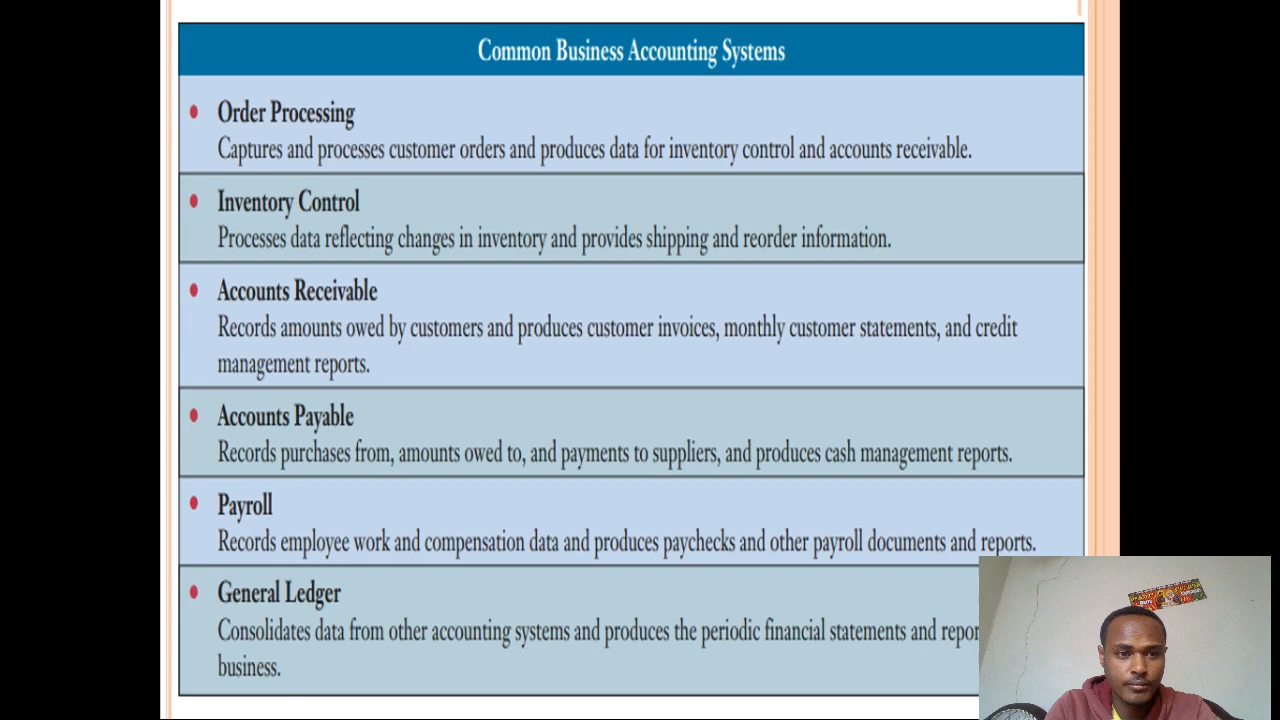 Common Business Accounting Systems
• Order Processing
Captures and processes customer orders and produces data for inventory control and accounts receivable.
• Inventory Control
Processes data reflecting changes in inventory and provides shipping and reorder information.
• Accounts Receivable
Records amounts owed by customers and produces customer invoices, monthly customer statements, and credit
management reports.
• Accounts Payable
Records purchases from, amounts owed to, and payments to suppliers, and produces cash management reports.
• Payroll
Records employee work and compensation data and produces paychecks and other payroll documents and reports.
• General Ledger
Consolidates data from other accounting systems and produces the periodic financial statements and
business.